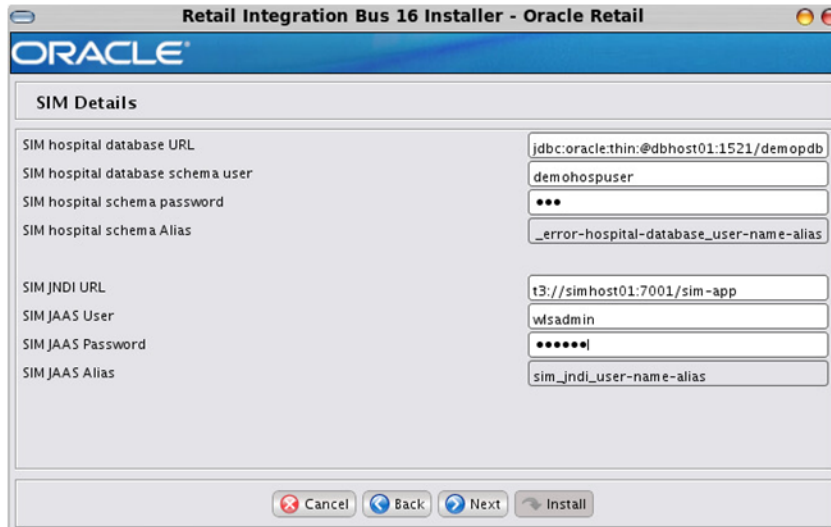 Retail Integration Bus 16 Installer - Oracle Retail
ORACLE®
SIM Details
SIM hospital database URL jdbc:oracle:thin:@dbhost01:1521/demopdb
SIM hospital database schema user demohospuser
SIM hospital schema password •••
SIM hospital schema Alias _error-hospital-database_user-name-alias
SIM JNDI URL t3://simhost01:7001/sim-app
SIM JAAS User wlsadmin
SIM JAAS Password ••••••
SIM JAAS Alias sim_jndi_user-name-alias
Cancel Back Next Install